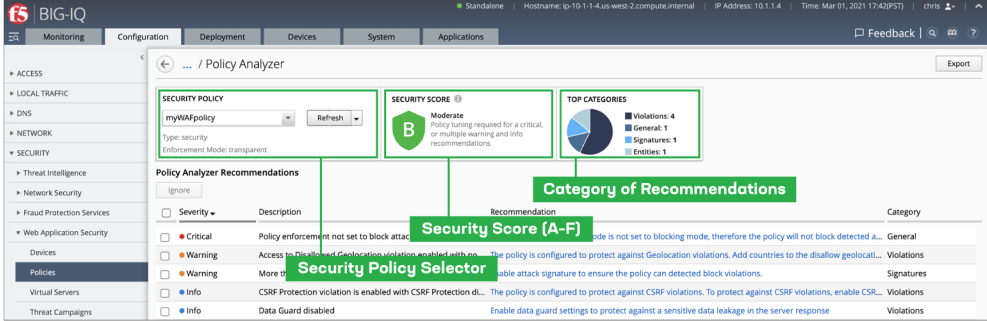 f5 BIG-IQ
Standalone | Hostname: ip-10-1-1-4.us-west-2.compute.internal | IP Address: 10.1.1.4 | Time: Mar 01, 2021 17:42(PST) | chris
Monitoring Configuration Deployment Devices System Applications
Feedback | ?
ACCESS
LOCAL TRAFFIC
DNS
NETWORK
SECURITY
Threat Intelligence
Network Security
Fraud Protection Services
Web Application Security
Devices
Policies
Virtual Servers
Threat Campaigns
... / Policy Analyzer
Export
SECURITY POLICY
myWAFpolicy
Refresh
Type: security
Enforcement Mode: transparent
SECURITY SCORE
B
Moderate
Policy tuning required for a critical,
or multiple warning and info
recommendations
TOP CATEGORIES
Violations: 4
General: 1
Signatures: 1
Entities: 1
Category of Recommendations
Security Score (A-F)
Security Policy Selector
Policy Analyzer Recommendations
Ignore
Severity Description Recommendation Category
Critical Policy enforcement not set to block attac mode is not set to blocking mode, therefore the policy will not block detected a... General
Warning Access to Disallowed Geolocation violation enabled with no The policy is configured to protect against Geolocation violations. Add countries to the disallow geolocati... Violations
Warning More th Enable attack signature to ensure the policy can detected block violations. Signatures
Info CSRF Protection violation is enabled with CSRF Protection di... The policy is configured to protect against CSRF violations. To protect against CSRF violations, enable CSR... Violations
Info Data Guard disabled Enable data guard settings to protect against a sensitive data leakage in the server response Violations